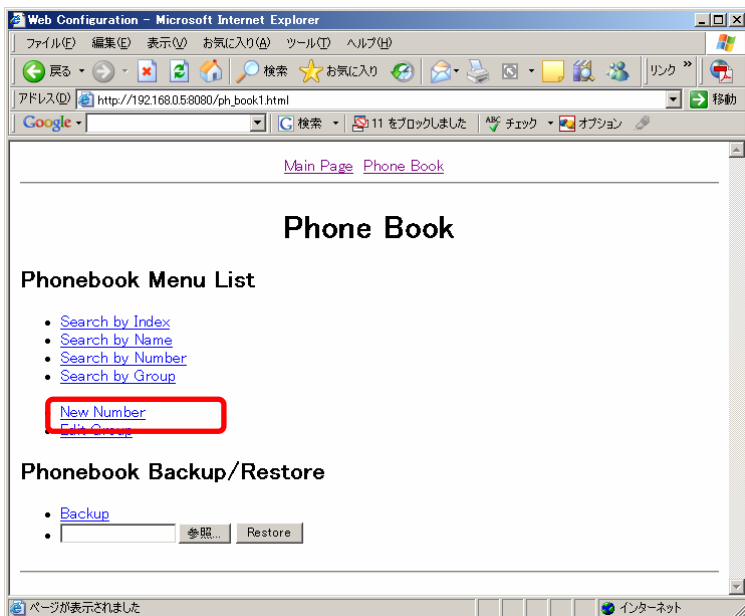 Web Configuration - Microsoft Internet Explorer
ファイル(F) 編集(E) 表示(V) お気に入り(A) ツール(T) ヘルプ(H)
戻る 検索 お気に入り リンク »
アドレス(D) http://192.168.0.5:8080/ph_book1.html 移動
Google 検索 11 をブロックしました ABC チェック オプション
Main Page Phone Book
Phone Book
Phonebook Menu List
Search by Index
Search by Name
Search by Number
Search by Group
New Number
Edit Group
Phonebook Backup/Restore
Backup
参照... Restore
ページが表示されました インターネット